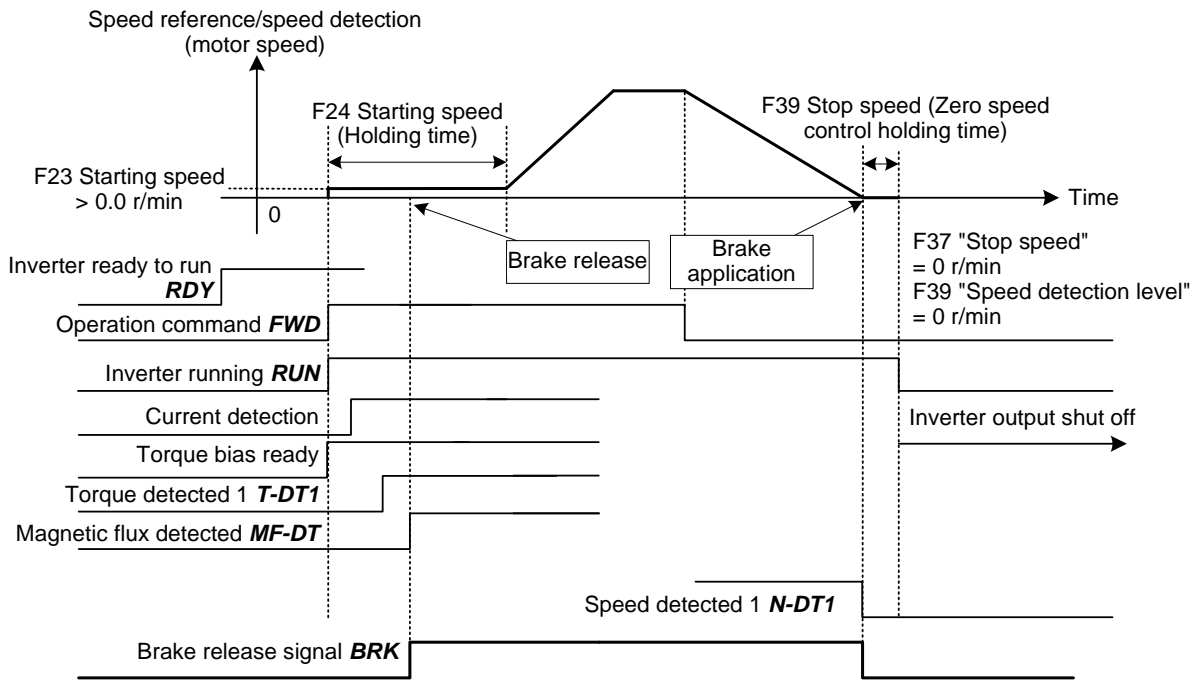 Speed reference/speed detection
(motor speed)
F24 Starting speed
(Holding time)
F39 Stop speed (Zero speed
control holding time)
F23 Starting speed
> 0.0 r/min
0
Time
Brake release
Brake
application
F37 "Stop speed"
= 0 r/min
F39 "Speed detection level"
= 0 r/min
Inverter ready to run
RDY
Operation command FWD
Inverter running RUN
Current detection
Inverter output shut off
Torque bias ready
Torque detected 1 T-DT1
Magnetic flux detected MF-DT
Speed detected 1 N-DT1
Brake release signal BRK